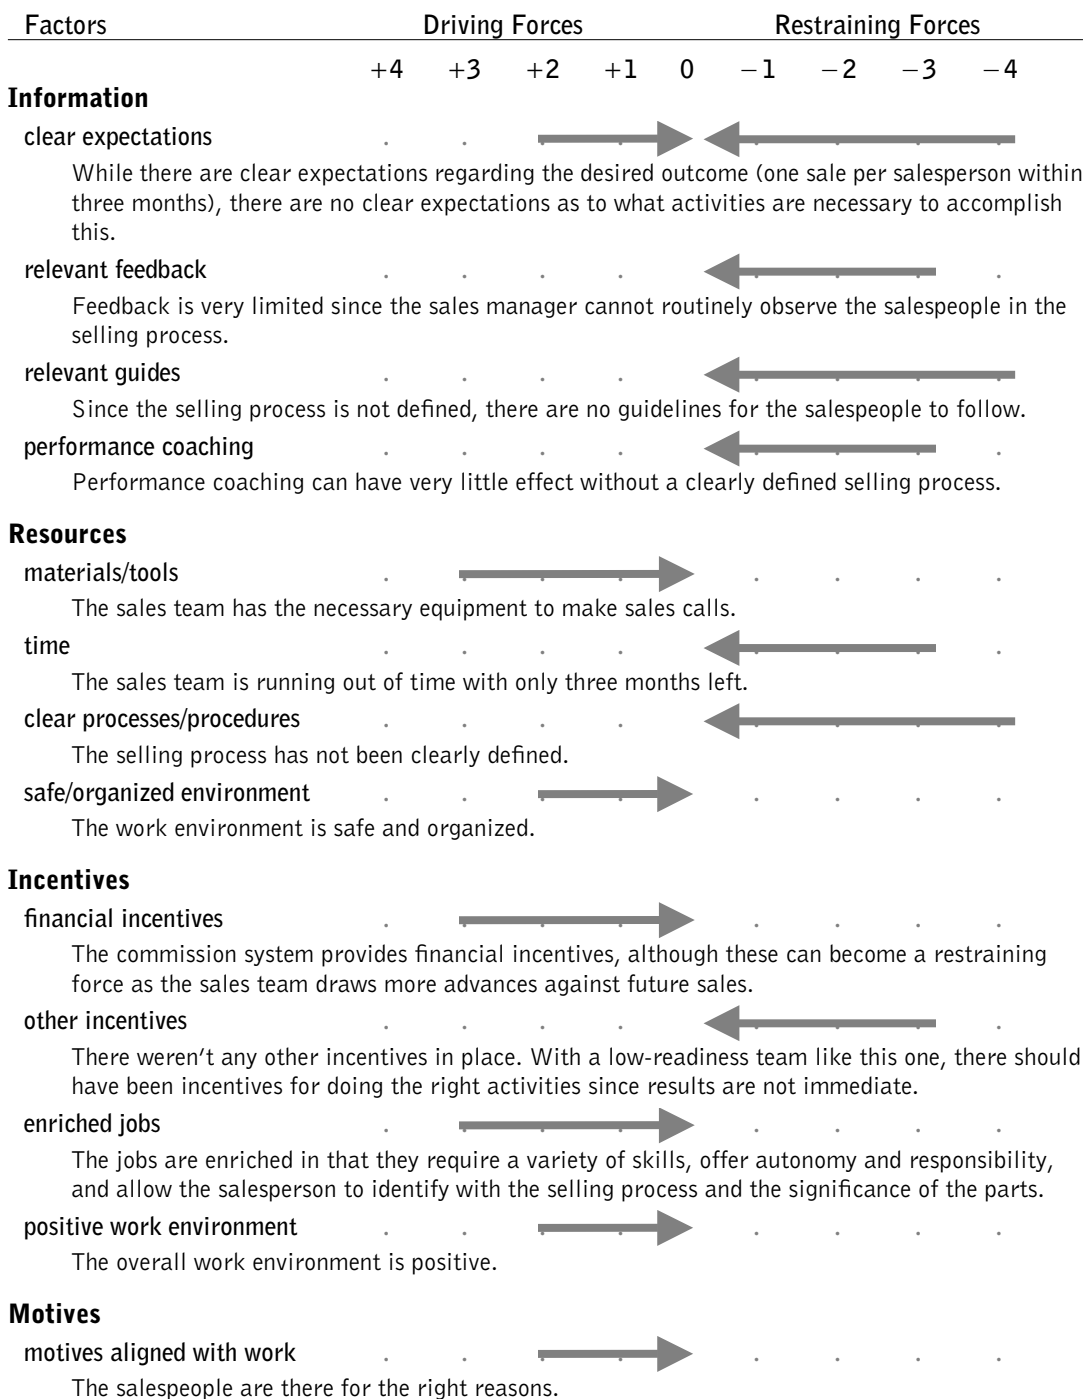 Factors Driving Forces Restraining Forces
+4 +3 +2 +1 0 −1 −2 −3 −4
Information
clear expectations
While there are clear expectations regarding the desired outcome (one sale per salesperson within
three months), there are no clear expectations as to what activities are necessary to accomplish
this.
relevant feedback
Feedback is very limited since the sales manager cannot routinely observe the salespeople in the
selling process.
relevant guides
Since the selling process is not defined, there are no guidelines for the salespeople to follow.
performance coaching
Performance coaching can have very little effect without a clearly defined selling process.
Resources
materials/tools
The sales team has the necessary equipment to make sales calls.
time
The sales team is running out of time with only three months left.
clear processes/procedures
The selling process has not been clearly defined.
safe/organized environment
The work environment is safe and organized.
Incentives
financial incentives
The commission system provides financial incentives, although these can become a restraining
force as the sales team draws more advances against future sales.
other incentives
There weren't any other incentives in place. With a low-readiness team like this one, there should
have been incentives for doing the right activities since results are not immediate.
enriched jobs
The jobs are enriched in that they require a variety of skills, offer autonomy and responsibility,
and allow the salesperson to identify with the selling process and the significance of the parts.
positive work environment
The overall work environment is positive.
Motives
motives aligned with work
The salespeople are there for the right reasons.